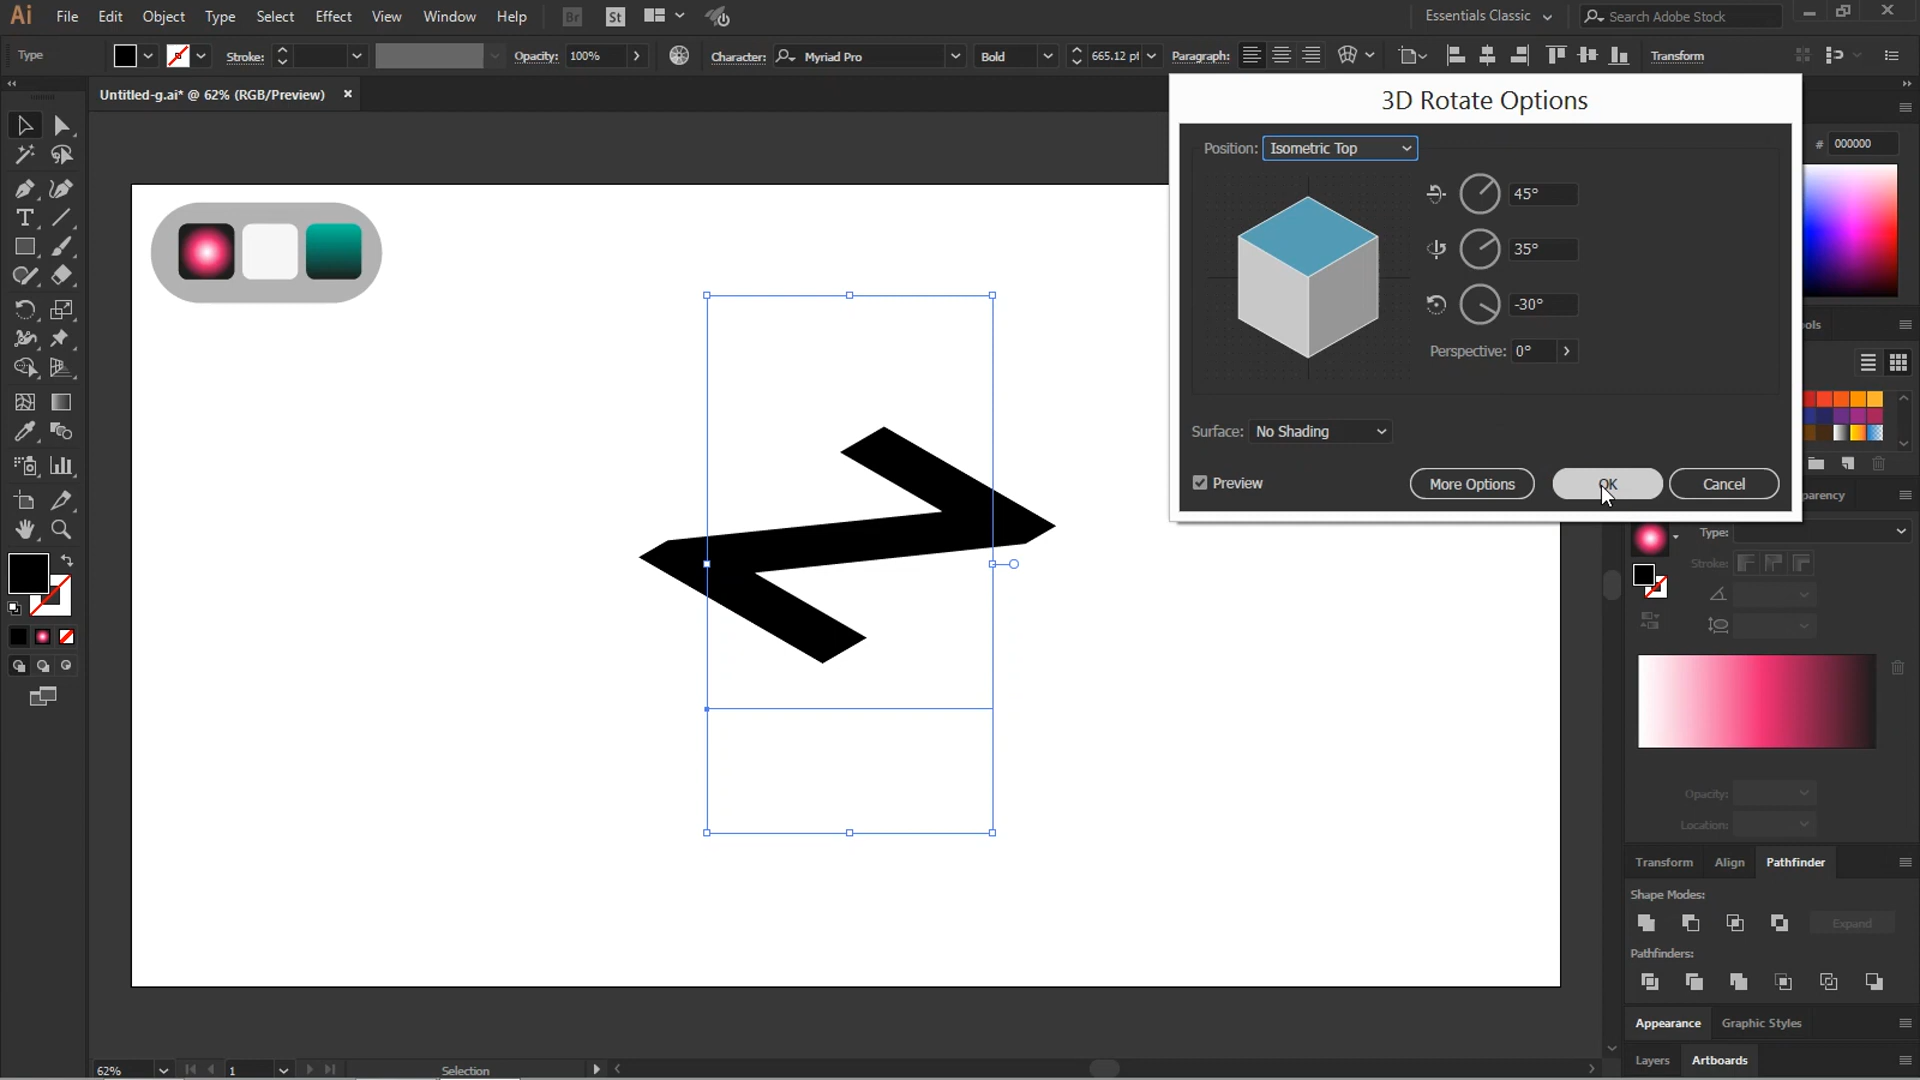 Ai File Edit Object Type Select Effect View Window Help Br St Essentials Classic Search Adobe Stock
Type Stroke: Opacity: 100% Character: Myriad Pro Bold 665.12 pt Paragraph: Transform
Untitled-g.ai* @ 62% (RGB/Preview)
3D Rotate Options
Position: Isometric Top
# 000000
45°
35°
-30°
Perspective: 0°
Surface: No Shading
Preview More Options OK Cancel
Type:
Stroke:
Opacity:
Location:
Transform Align Pathfinder
Shape Modes:
Expand
Pathfinders:
Appearance Graphic Styles
Layers Artboards
62% 1 Selection
Z